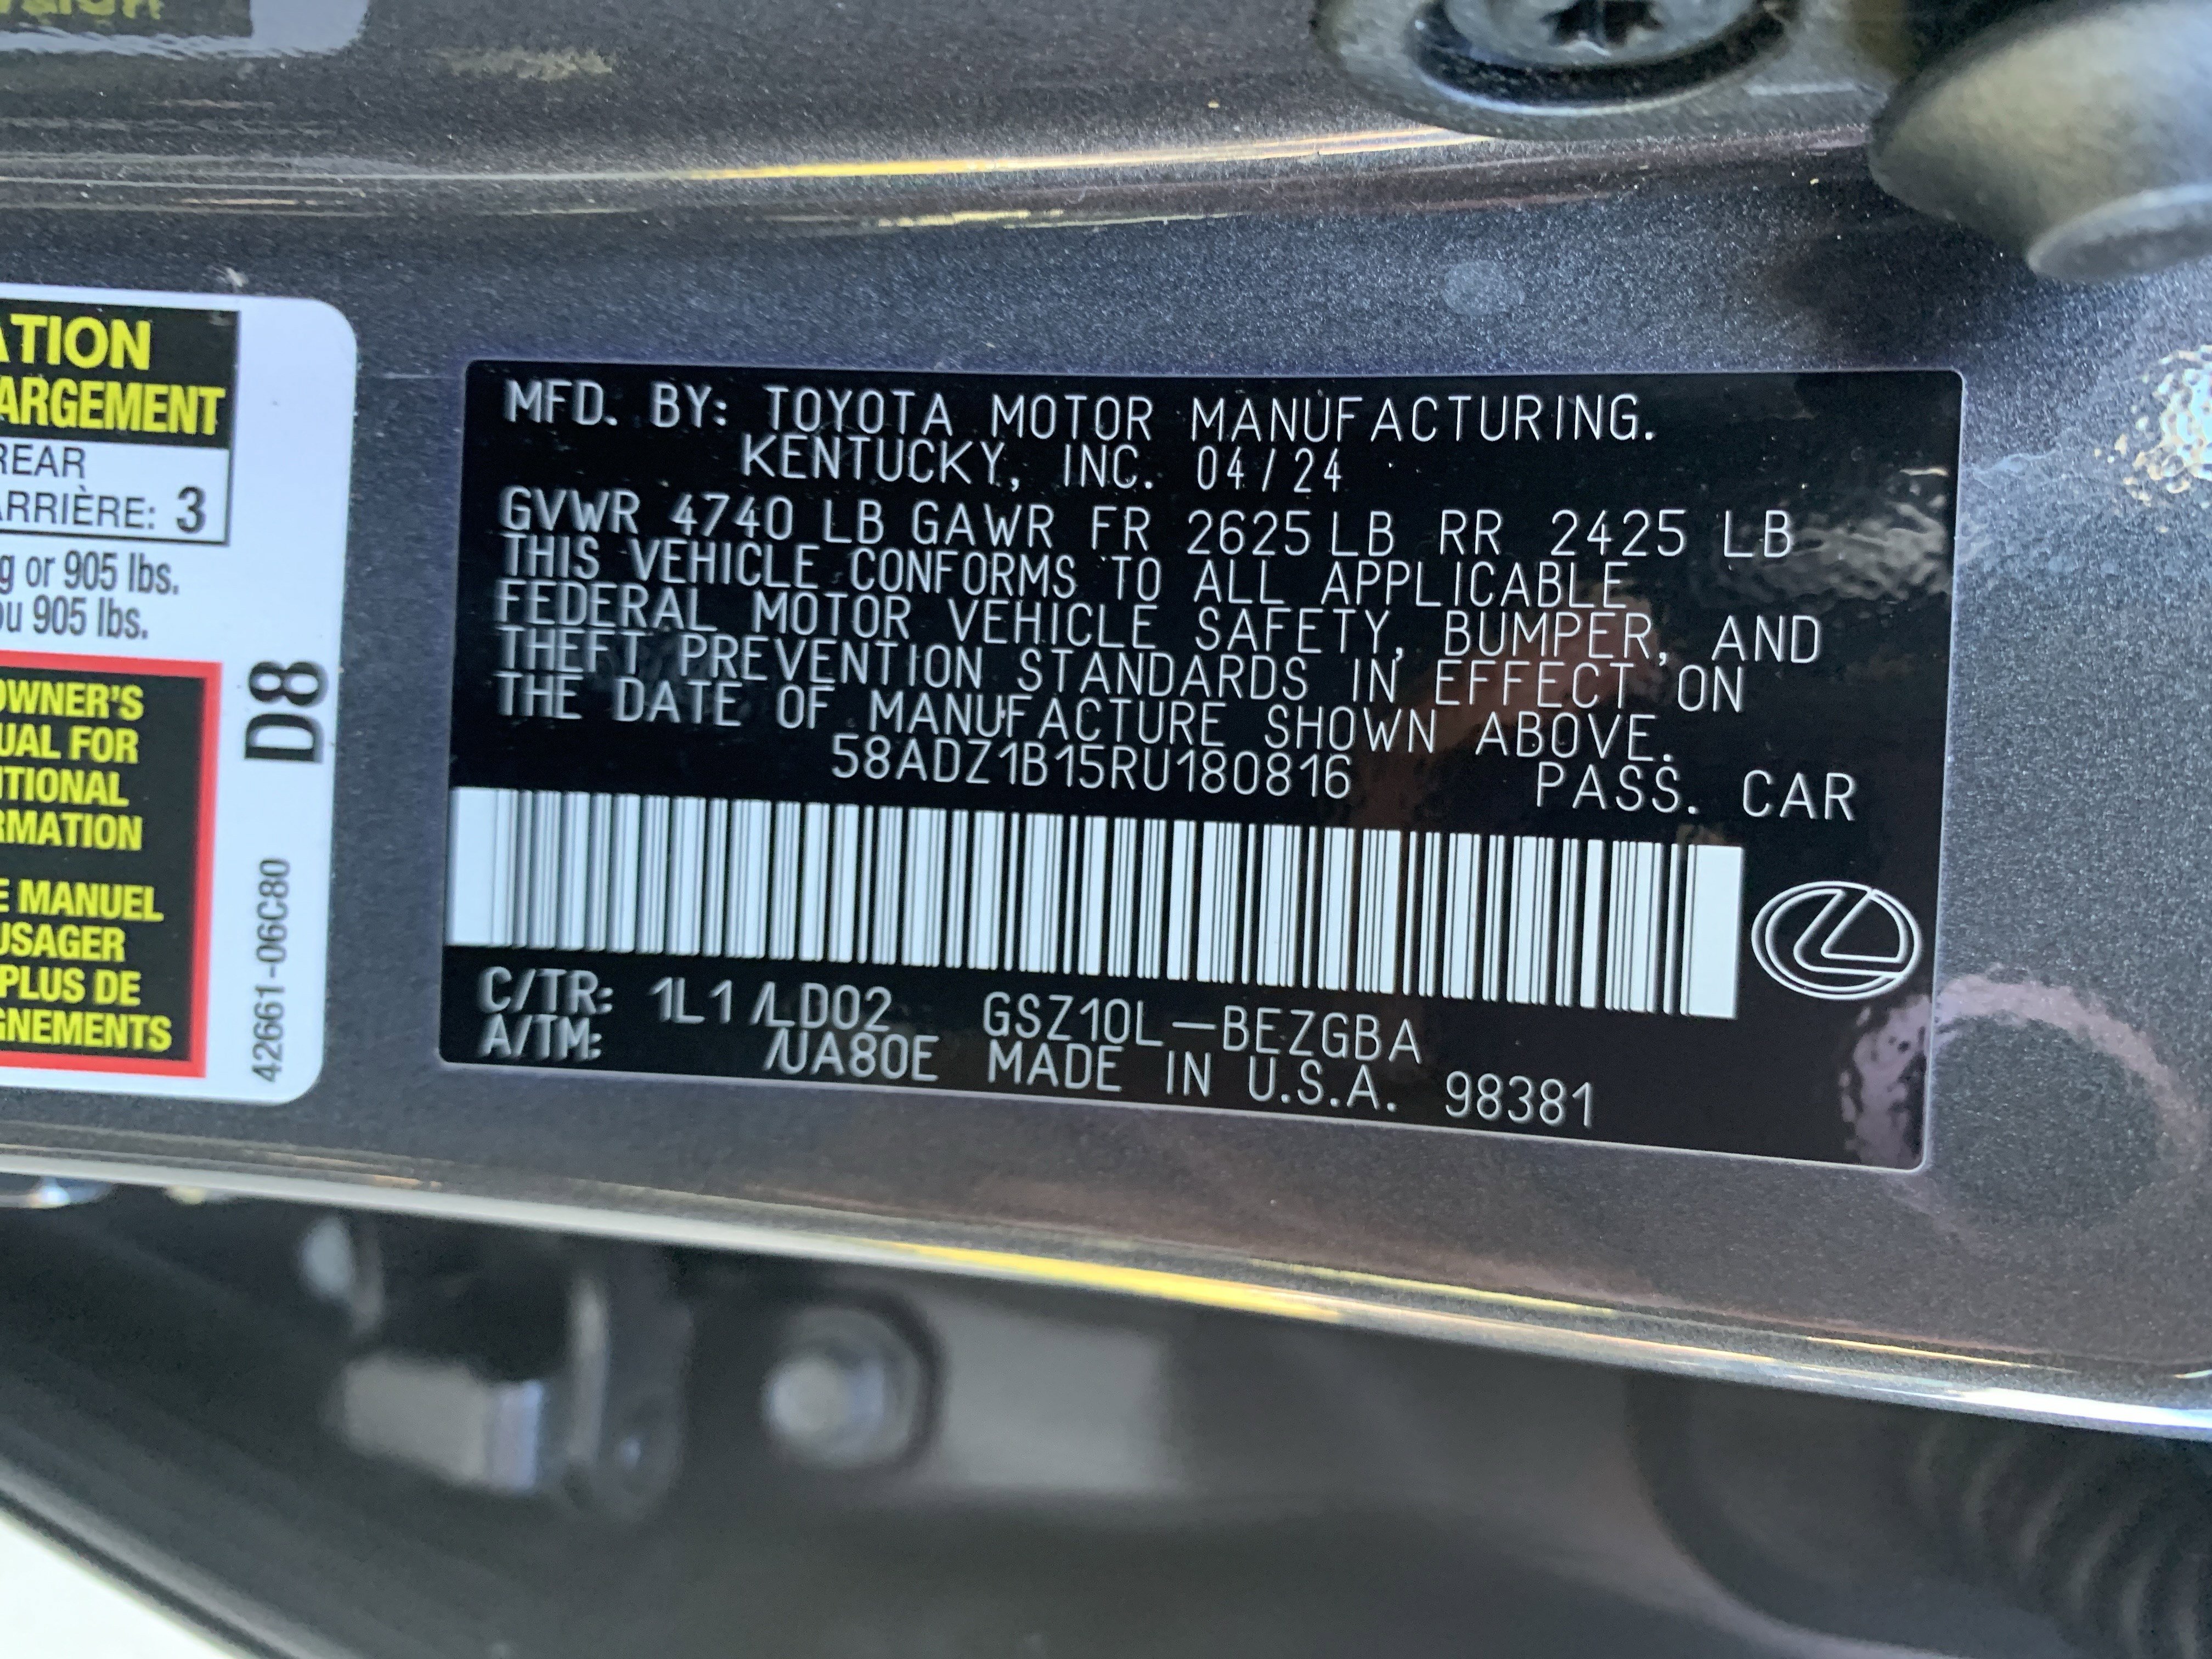 ATION
ARGEMENT
REAR
ARRIÈRE: 3
g or 905 lbs.
ou 905 lbs.
OWNER'S
UAL FOR
ITIONAL
RMATION
E MANUEL
USAGER
PLUS DE
GNEMENTS
D8
42661-06C80
MFD. BY: TOYOTA MOTOR MANUFACTURING.
KENTUCKY, INC. 04/24
GVWR 4740 LB GAWR FR 2625 LB RR 2425 LB
THIS VEHICLE CONFORMS TO ALL APPLICABLE
FEDERAL MOTOR VEHICLE SAFETY, BUMPER, AND
THEFT PREVENTION STANDARDS IN EFFECT ON
THE DATE OF MANUFACTURE SHOWN ABOVE.
58ADZ1B15RU180816 PASS. CAR
C/TR: 1L1 /LD02 GSZ10L-BEZGBA
A/TM: /UA80E MADE IN U.S.A. 98381